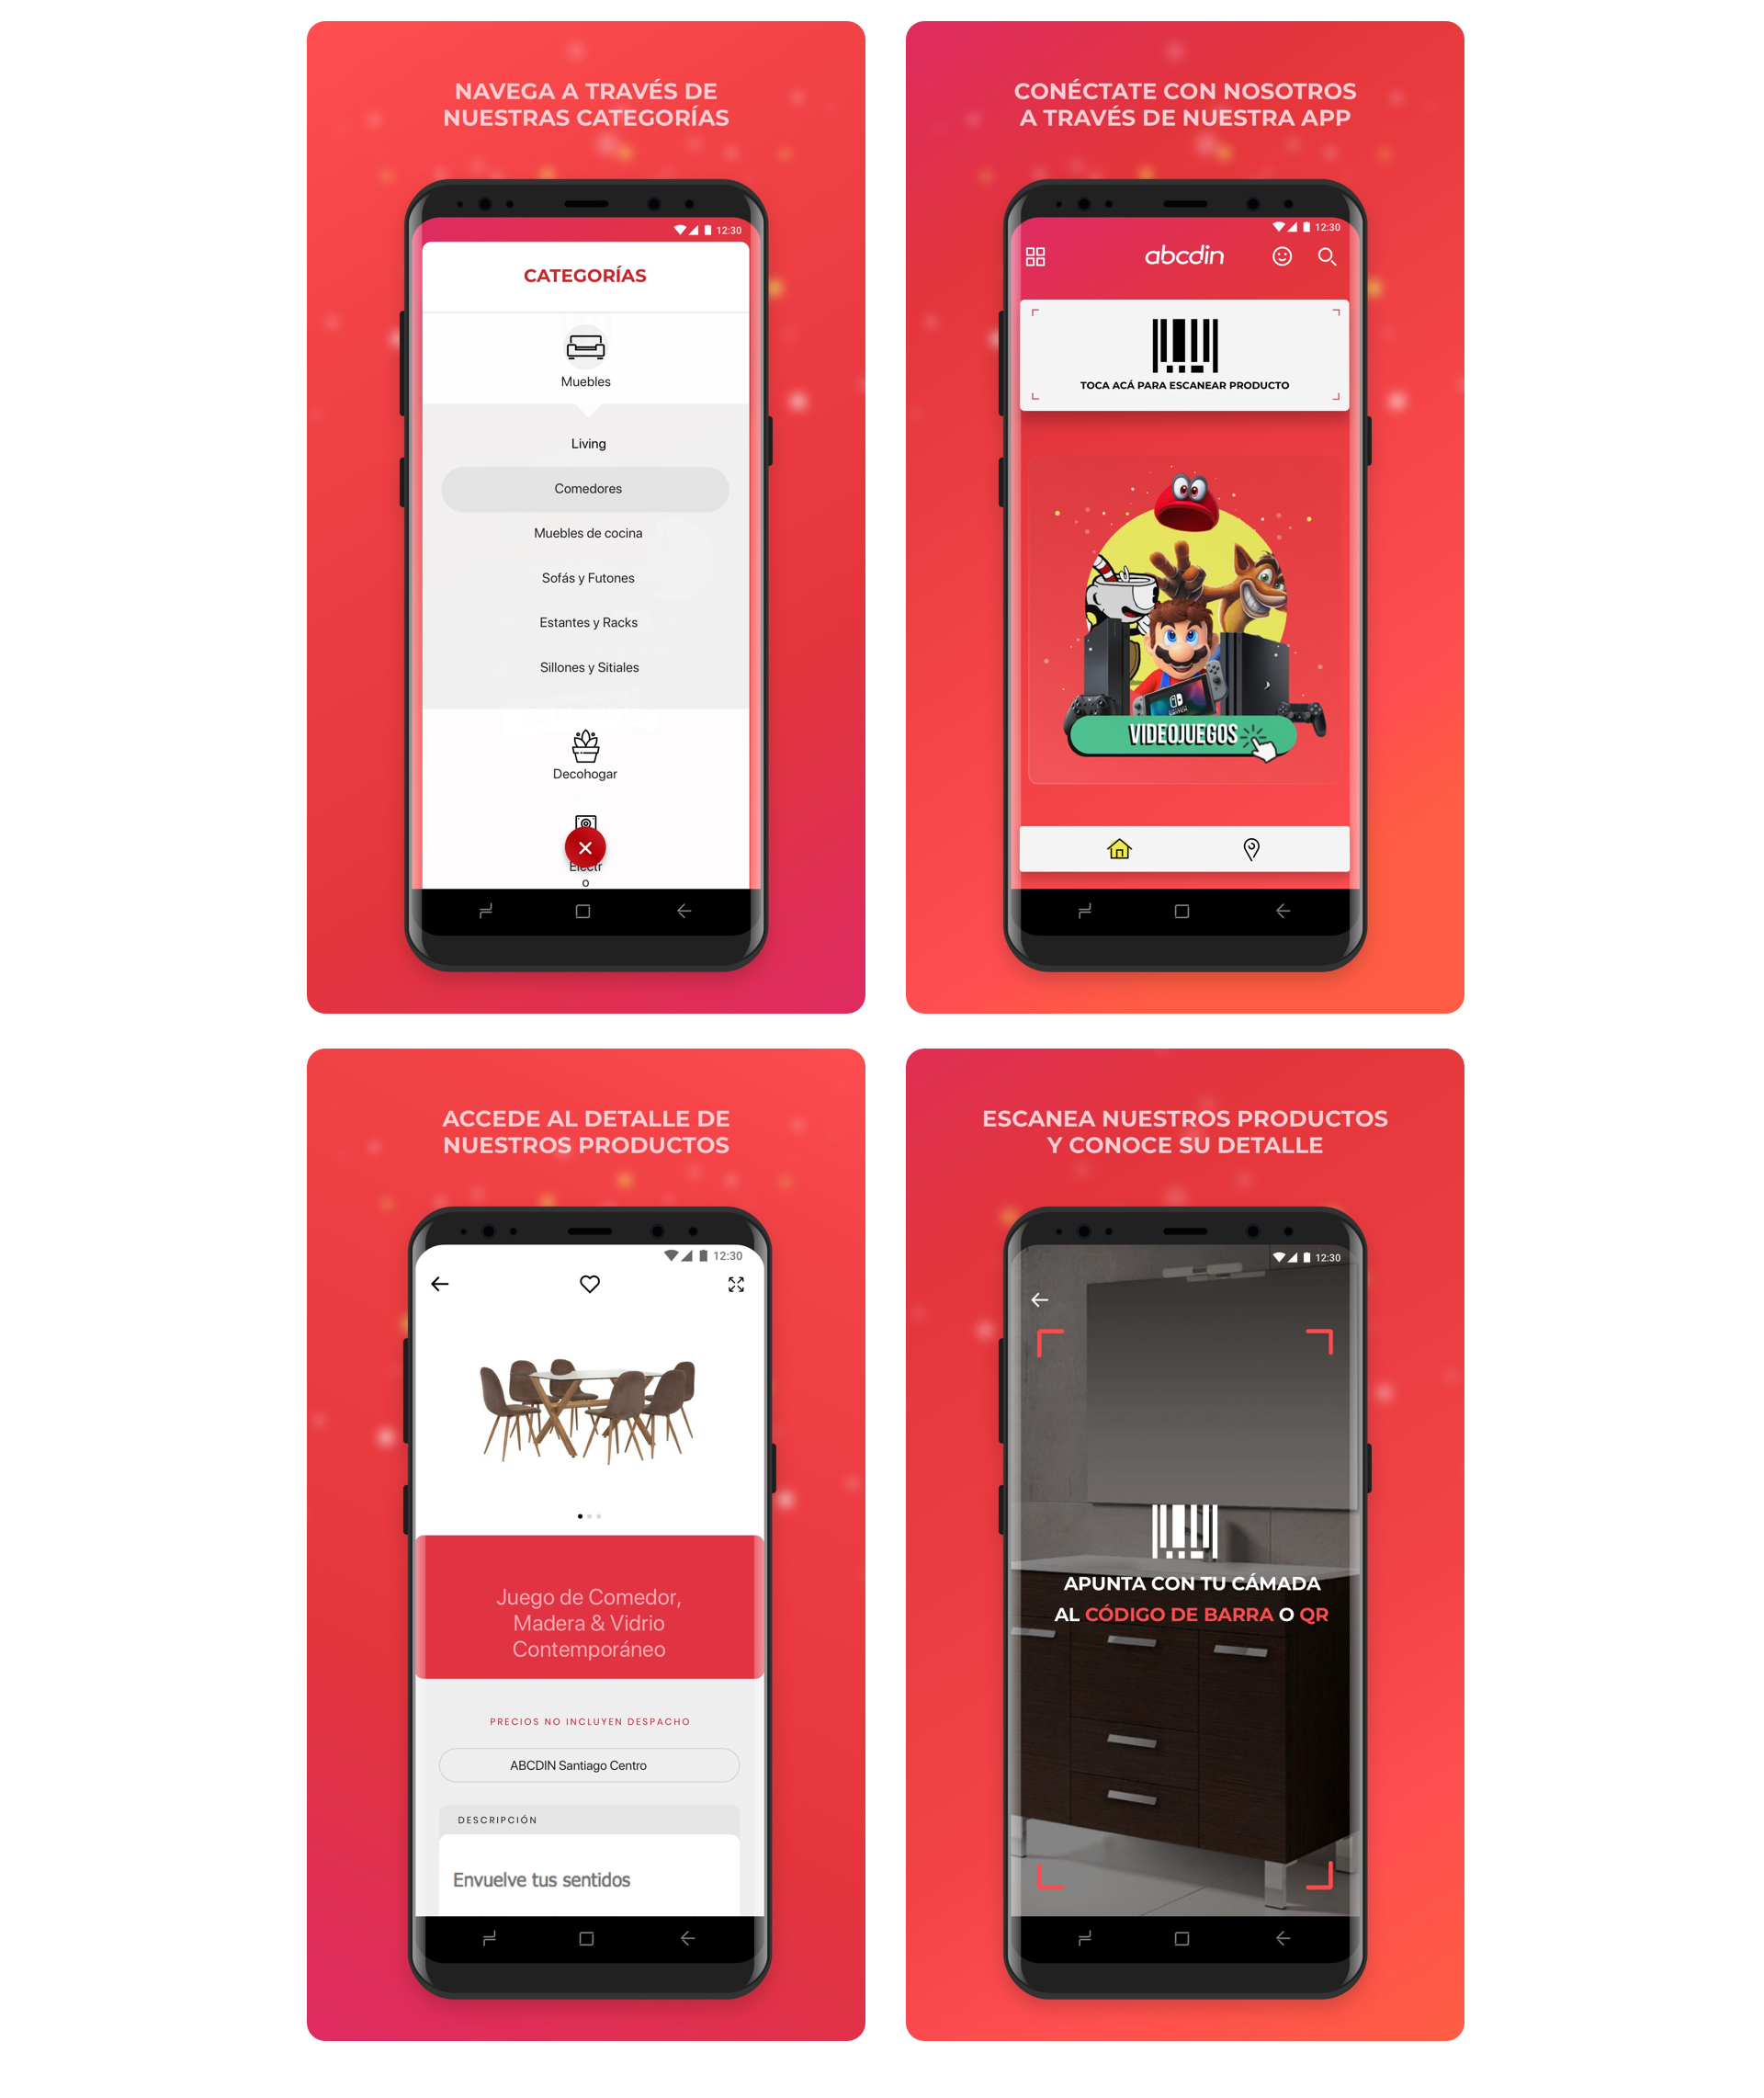 NAVEGA A TRAVÉS DE
NUESTRAS CATEGORÍAS
12:30
CATEGORÍAS
Muebles
Living
Comedores
Muebles de cocina
Sofás y Futones
Estantes y Racks
Sillones y Sitiales
Decohogar
Electr
o
CONÉCTATE CON NOSOTROS
A TRAVÉS DE NUESTRA APP
12:30
abcdin
TOCA ACÁ PARA ESCANEAR PRODUCTO
VIDEOJUEGOS
ACCEDE AL DETALLE DE
NUESTROS PRODUCTOS
12:30
Juego de Comedor,
Madera & Vidrio
Contemporáneo
PRECIOS NO INCLUYEN DESPACHO
ABCDIN Santiago Centro
DESCRIPCIÓN
Envuelve tus sentidos
ESCANEA NUESTROS PRODUCTOS
Y CONOCE SU DETALLE
12:30
APUNTA CON TU CÁMADA
AL CÓDIGO DE BARRA O QR